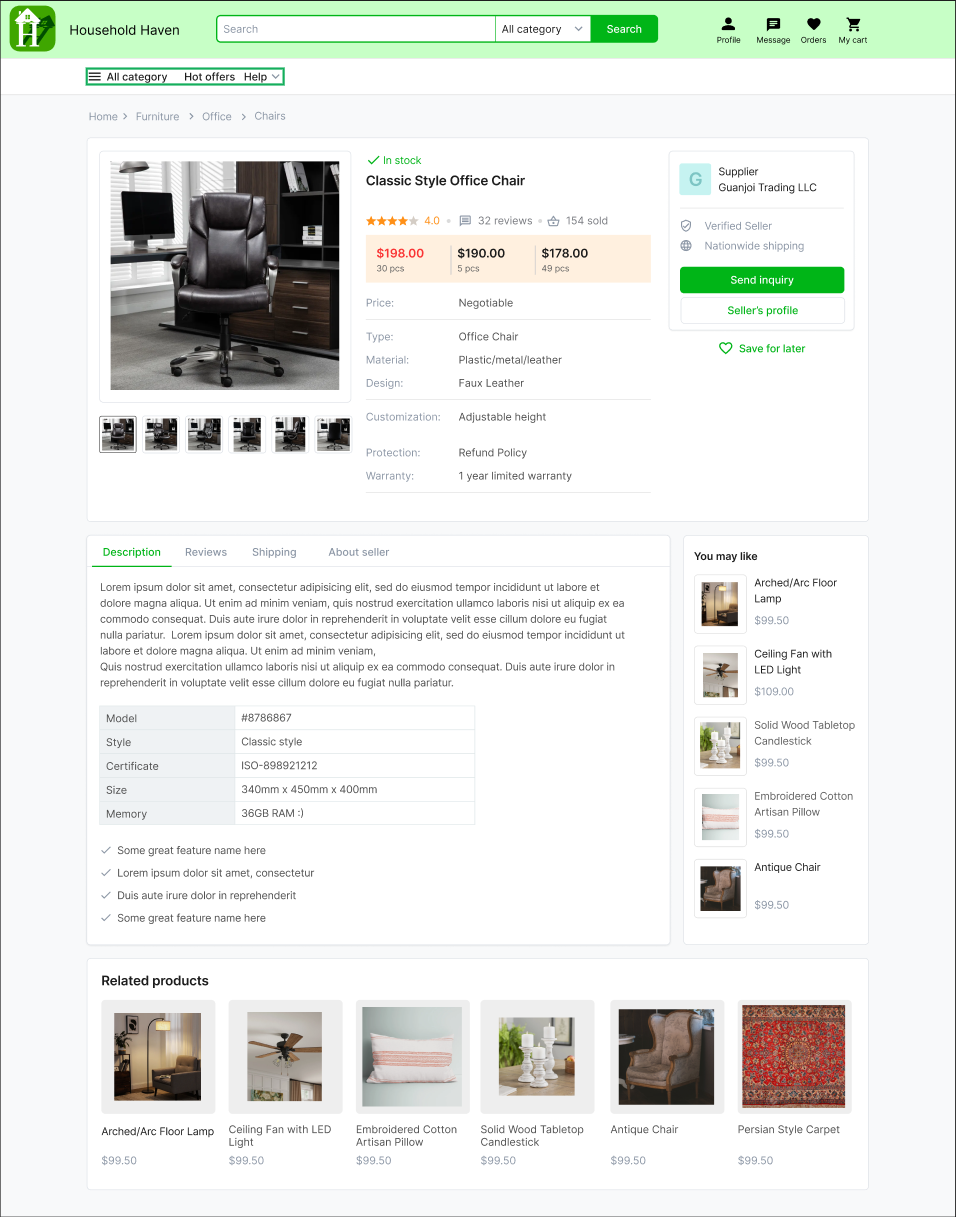 Household Haven
Search
All category
Search
Profile
Message
Orders
My cart
All category
Hot offers
Help
Home
Furniture
Office
Chairs
In stock
Classic Style Office Chair
4.0
32 reviews
154 sold
$198.00
30 pcs
$190.00
5 pcs
$178.00
49 pcs
Price:
Negotiable
Type:
Office Chair
Material:
Plastic/metal/leather
Design:
Faux Leather
Customization:
Adjustable height
Protection:
Refund Policy
Warranty:
1 year limited warranty
G
Supplier
Guanjoi Trading LLC
Verified Seller
Nationwide shipping
Send inquiry
Seller's profile
Save for later
Description
Reviews
Shipping
About seller
Lorem ipsum dolor sit amet, consectetur adipisicing elit, sed do eiusmod tempor incididunt ut labore et
dolore magna aliqua. Ut enim ad minim veniam, quis nostrud exercitation ullamco laboris nisi ut aliquip ex ea
commodo consequat. Duis aute irure dolor in reprehenderit in voluptate velit esse cillum dolore eu fugiat
nulla pariatur. Lorem ipsum dolor sit amet, consectetur adipisicing elit, sed do eiusmod tempor incididunt ut
labore et dolore magna aliqua. Ut enim ad minim veniam,
Quis nostrud exercitation ullamco laboris nisi ut aliquip ex ea commodo consequat. Duis aute irure dolor in
reprehenderit in voluptate velit esse cillum dolore eu fugiat nulla pariatur.
Model
#8786867
Style
Classic style
Certificate
ISO-898921212
Size
340mm x 450mm x 400mm
Memory
36GB RAM :)
Some great feature name here
Lorem ipsum dolor sit amet, consectetur
Duis aute irure dolor in reprehenderit
Some great feature name here
You may like
Arched/Arc Floor
Lamp
$99.50
Ceiling Fan with
LED Light
$109.00
Solid Wood Tabletop
Candlestick
$99.50
Embroidered Cotton
Artisan Pillow
$99.50
Antique Chair
$99.50
Related products
Arched/Arc Floor Lamp
$99.50
Ceiling Fan with LED
Light
$99.50
Embroidered Cotton
Artisan Pillow
$99.50
Solid Wood Tabletop
Candlestick
$99.50
Antique Chair
$99.50
Persian Style Carpet
$99.50